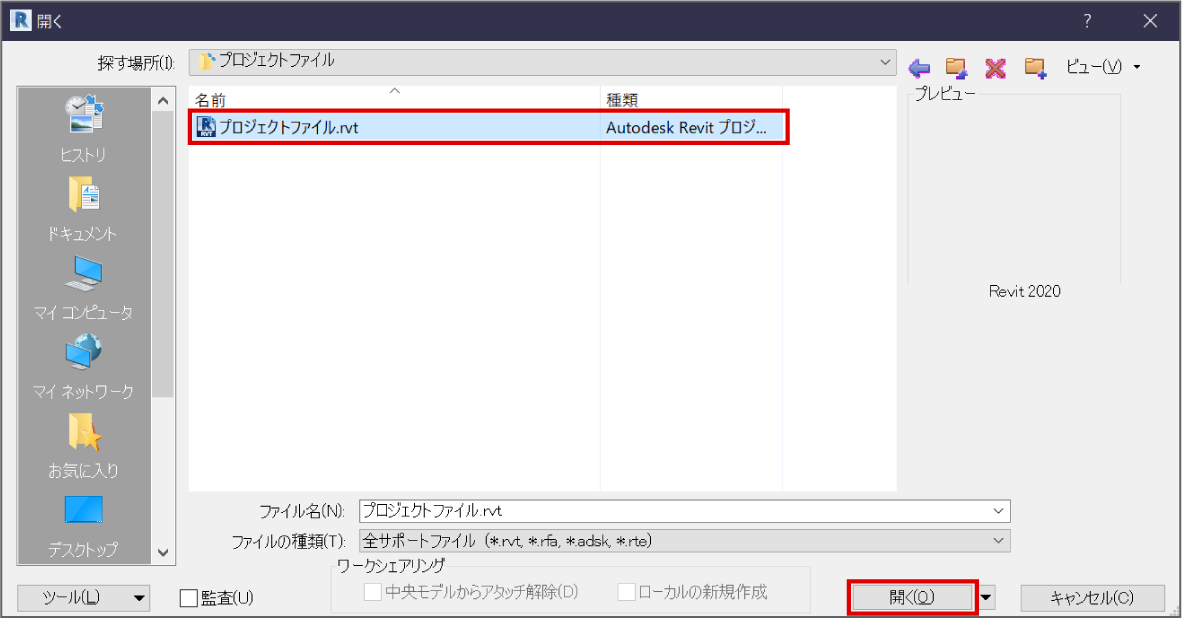 R 開く ?
探す場所(I): プロジェクトファイル ビュー(V)
名前 種類 プレビュー
プロジェクトファイル.rvt Autodesk Revit プロジ...
ヒストリ
ドキュメント
マイ コンピュータ
マイ ネットワーク
お気に入り
デスクトップ
Revit 2020
ファイル名(N): プロジェクトファイル.rvt
ファイルの種類(T): 全サポートファイル (*.rvt, *.rfa, *.adsk, *.rte)
ワークシェアリング
ツール(L) 監査(U) 中央モデルからアタッチ解除(D) ローカルの新規作成 開く(O) キャンセル(C)